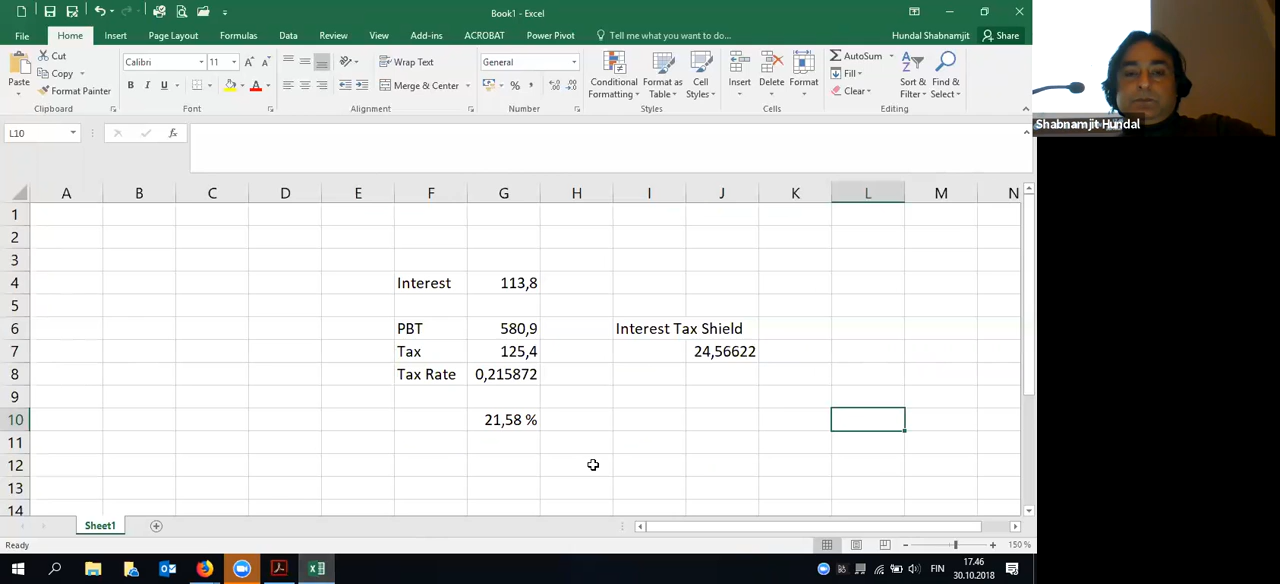 Book1 - Excel
File Home Insert Page Layout Formulas Data Review View Add-ins ACROBAT Power Pivot Tell me what you want to do... Hundal Shabnamjit Share
Paste
Cut
Copy
Format Painter
Clipboard
Calibri 11
B I U
Font
Wrap Text
Merge & Center
Alignment
General
%
Number
Conditional Formatting
Format as Table
Cell Styles
Styles
Insert
Delete
Format
Cells
AutoSum
Fill
Clear
Sort & Filter
Find & Select
Editing
Shabnamjit Hundal
L10 fx
A B C D E F G H I J K L M N
1
2
3
4 Interest 113,8
5
6 PBT 580,9 Interest Tax Shield
7 Tax 125,4 24,56622
8 Tax Rate 0,215872
9
10 21,58 %
11
12
13
14
Sheet1
Ready 150 %
FIN 17.46
30.10.2018